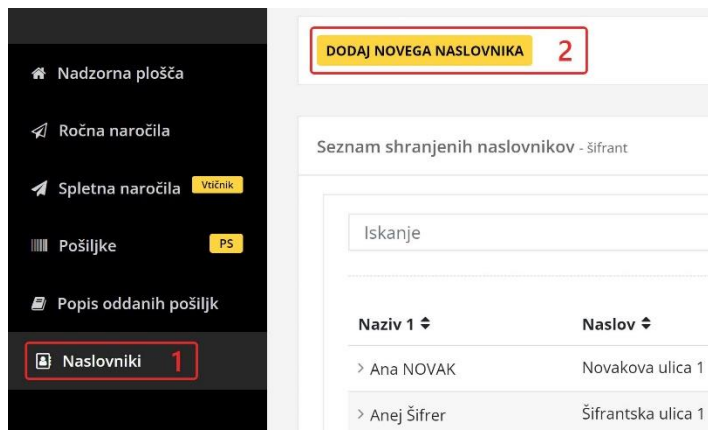 Nadzorna plošča
Ročna naročila
Spletna naročila Vtičnik
Pošiljke PS
Popis oddanih pošiljk
Naslovniki 1
DODAJ NOVEGA NASLOVNIKA 2
Seznam shranjenih naslovnikov - šifrant
Iskanje
Naziv 1 Naslov
Ana NOVAK Novakova ulica 1
Anej Šifrer Šifrantska ulica 1